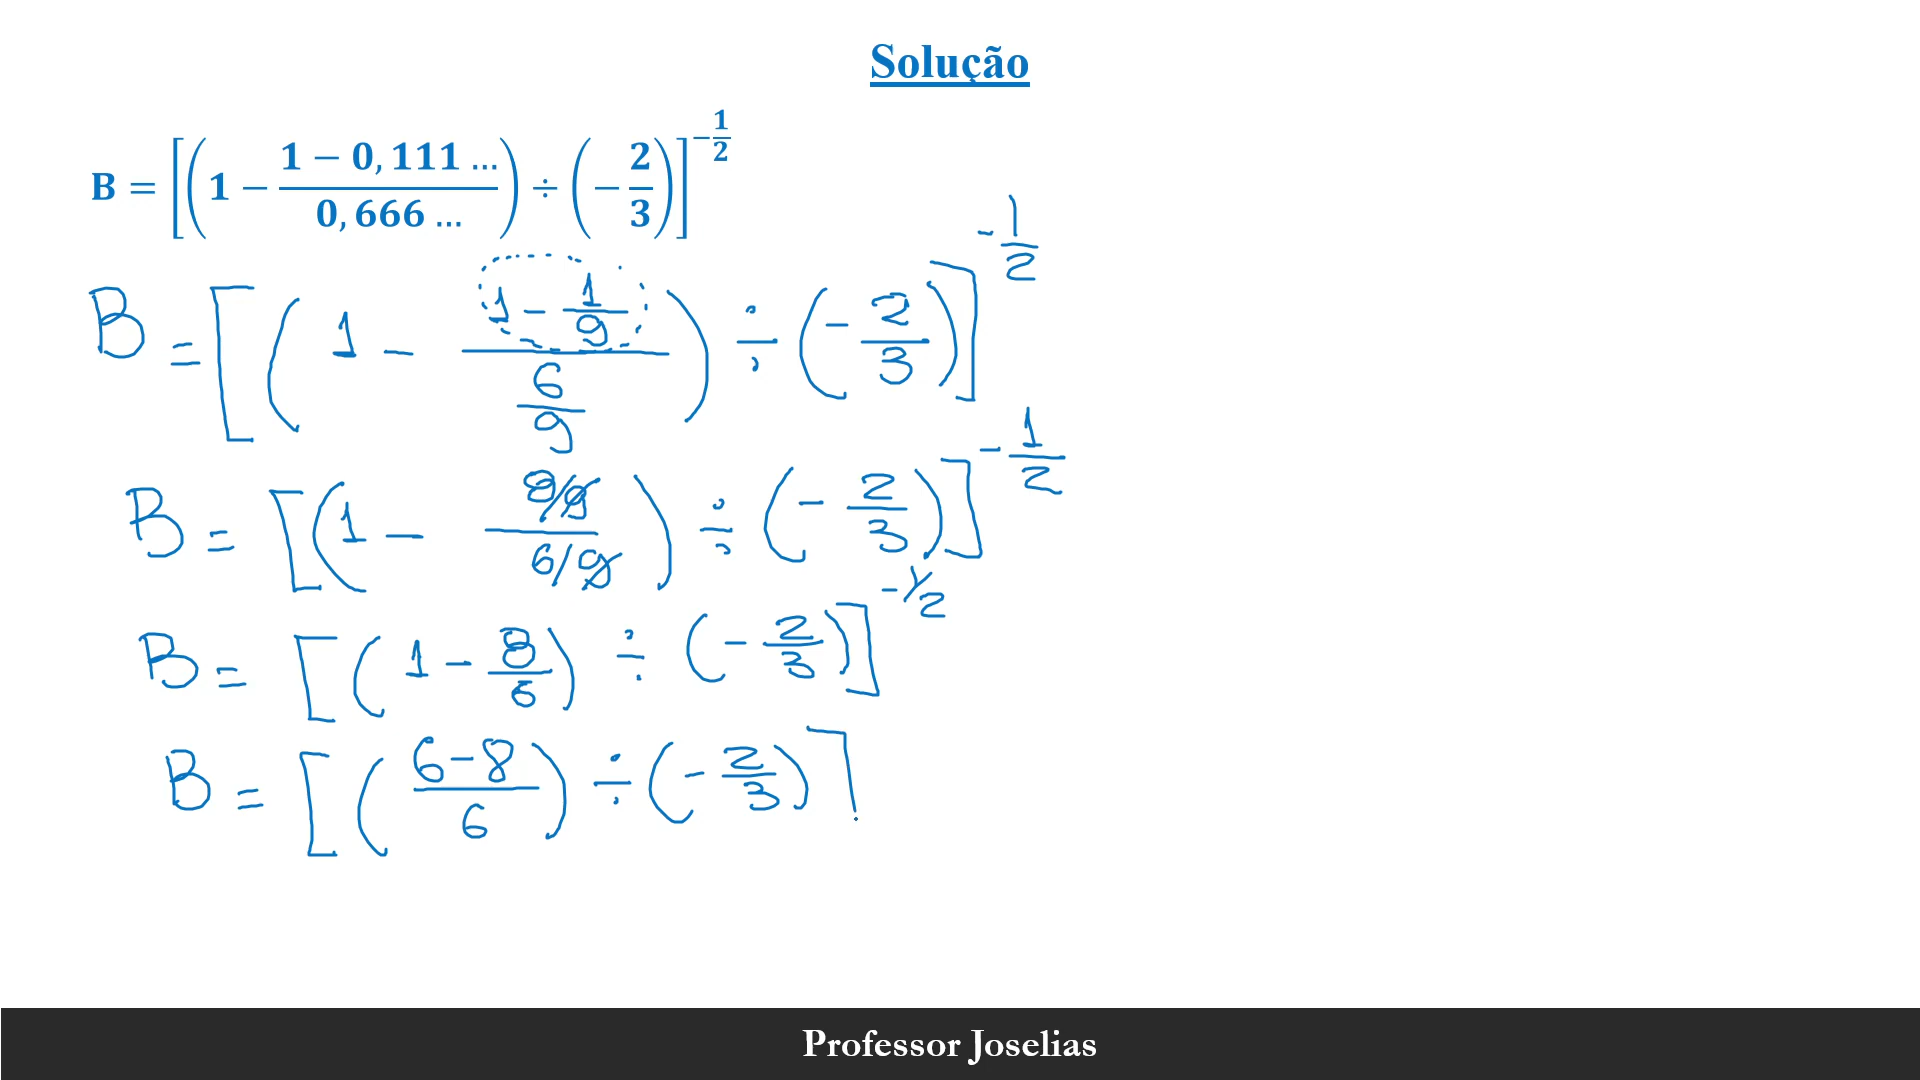 Solução
B = [(1 − (1 − 0,111 ...)/(0,666 ...)) ÷ (− 2/3)]^(−1/2)
B = [(1 − (1 − 1/9)/(6/9)) ÷ (− 2/3)]^(−1/2)
B = [(1 − (8/9)/(6/9)) ÷ (− 2/3)]^(−1/2)
B = [(1 − 8/6) ÷ (− 2/3)]^(−1/2)
B = [((6−8)/6) ÷ (− 2/3)]
Professor Joselias